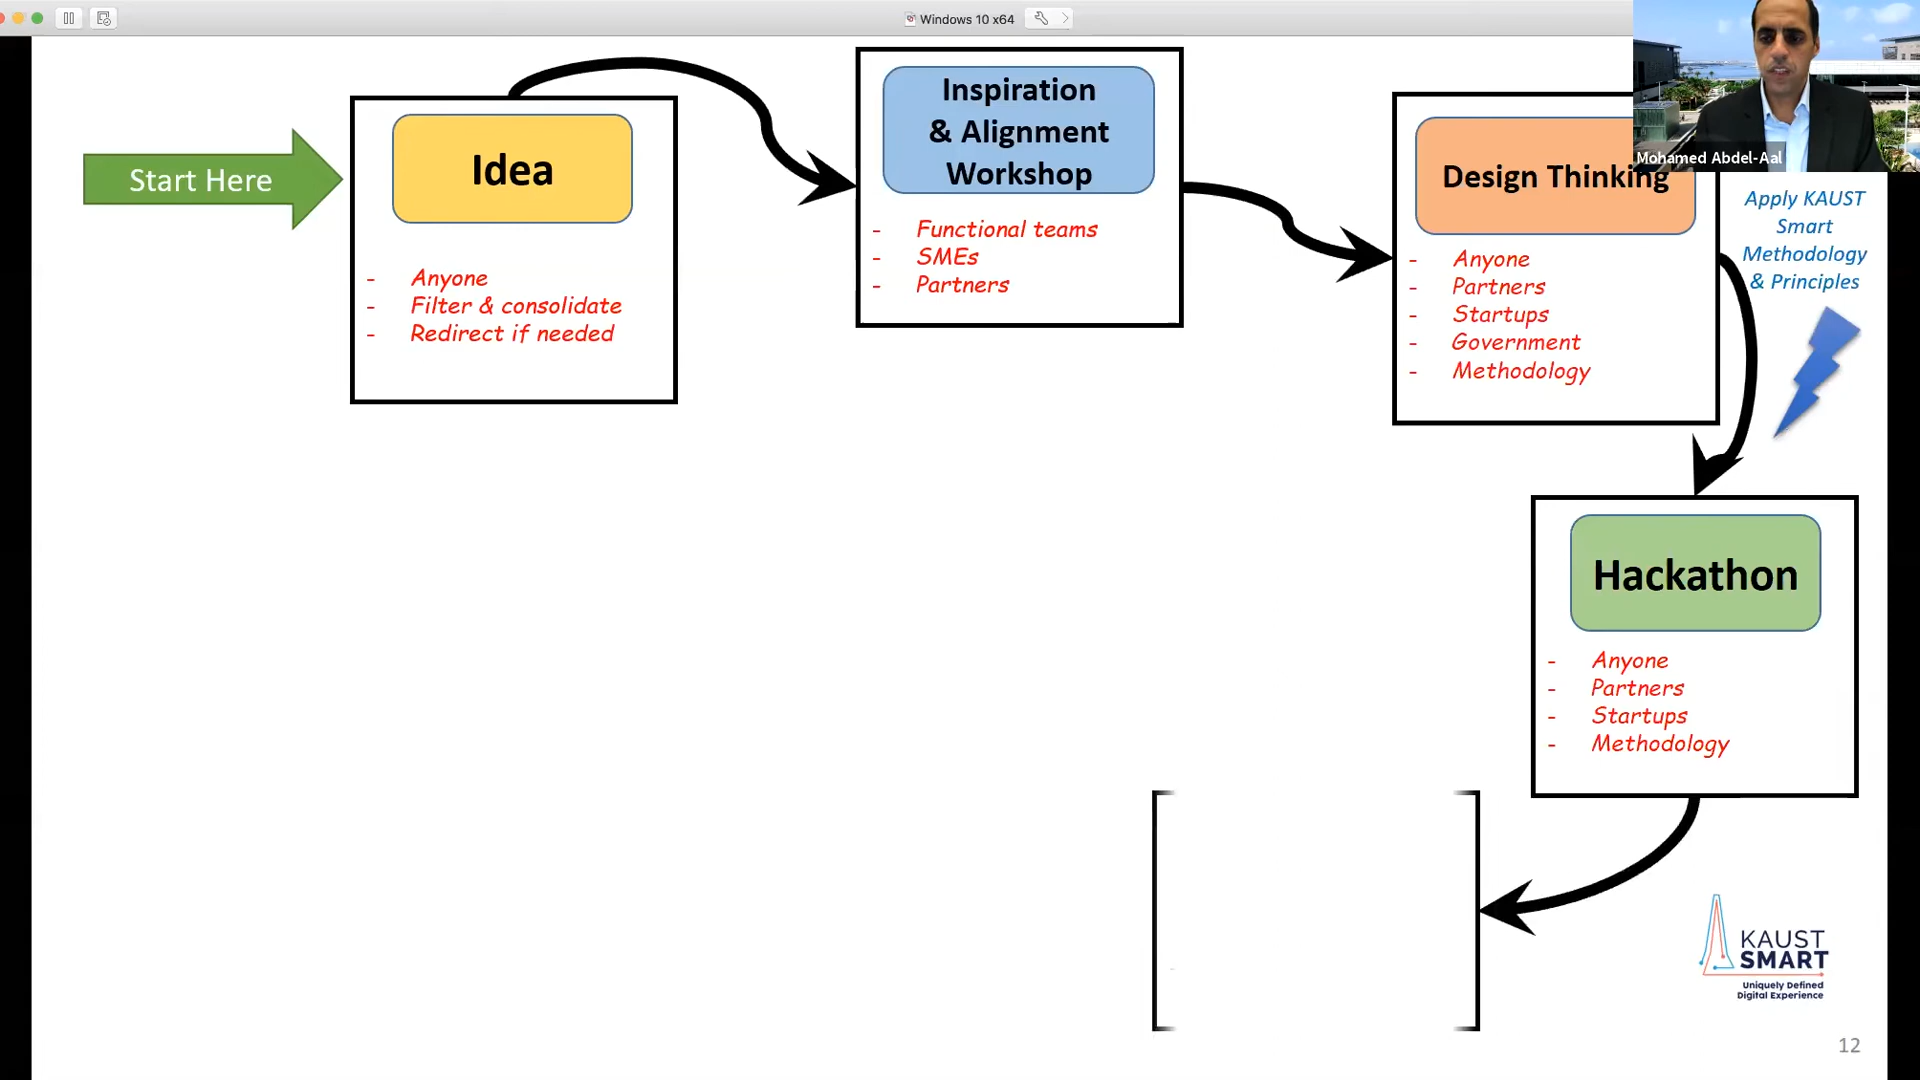 Windows 10 x64
Start Here
Idea
- Anyone
- Filter & consolidate
- Redirect if needed
Inspiration
& Alignment
Workshop
- Functional teams
- SMEs
- Partners
Design Thinking
- Anyone
- Partners
- Startups
- Government
- Methodology
Mohamed Abdel-Aal
Apply KAUST
Smart
Methodology
& Principles
Hackathon
- Anyone
- Partners
- Startups
- Methodology
KAUST
SMART
Uniquely Defined
Digital Experience
12